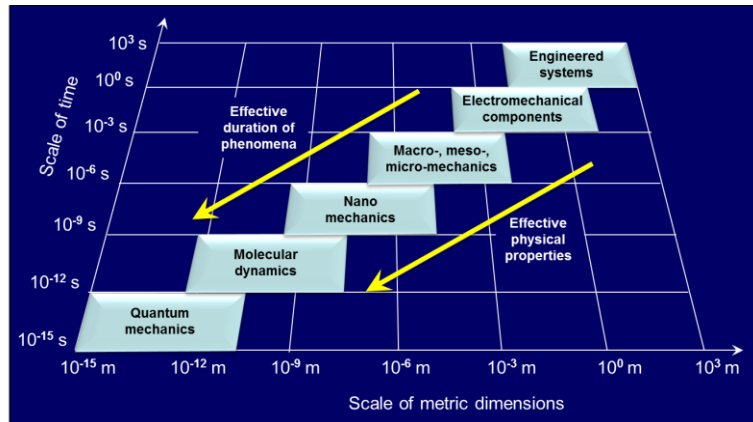 10³ s
Engineered
systems
10⁰ s
Electromechanical
components
Effective
duration of
phenomena
Scale of time
10⁻³ s
Macro-, meso-,
micro-mechanics
10⁻⁶ s
Nano
mechanics
Effective
physical
properties
10⁻⁹ s
Molecular
dynamics
10⁻¹² s
Quantum
mechanics
10⁻¹⁵ s
10⁻¹⁵ m 10⁻¹² m 10⁻⁹ m 10⁻⁶ m 10⁻³ m 10⁰ m 10³ m
Scale of metric dimensions